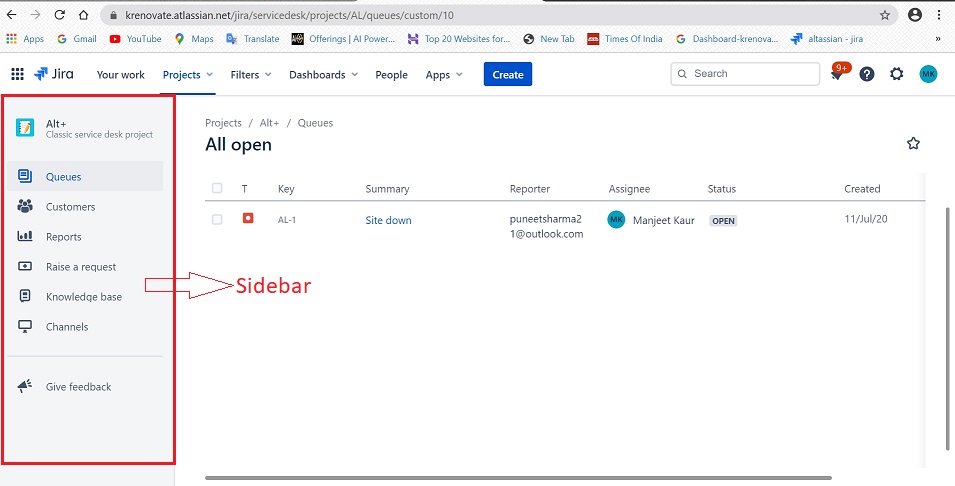 krenovate.atlassian.net/jira/servicedesk/projects/AL/queues/custom/10
Apps Gmail YouTube Maps Translate Offerings | AI Power... Top 20 Websites for... New Tab Times Of India Dashboard-krenova... altassian - jira »
Jira Your work Projects Filters Dashboards People Apps Create Search 9+ MK
Alt+
Classic service desk project
Queues
Customers
Reports
Raise a request
Knowledge base
Channels
Give feedback
Sidebar
Projects / Alt+ / Queues
All open
T Key Summary Reporter Assignee Status Created
AL-1 Site down puneetsharma2 MK Manjeet Kaur OPEN 11/Jul/20
1@outlook.com